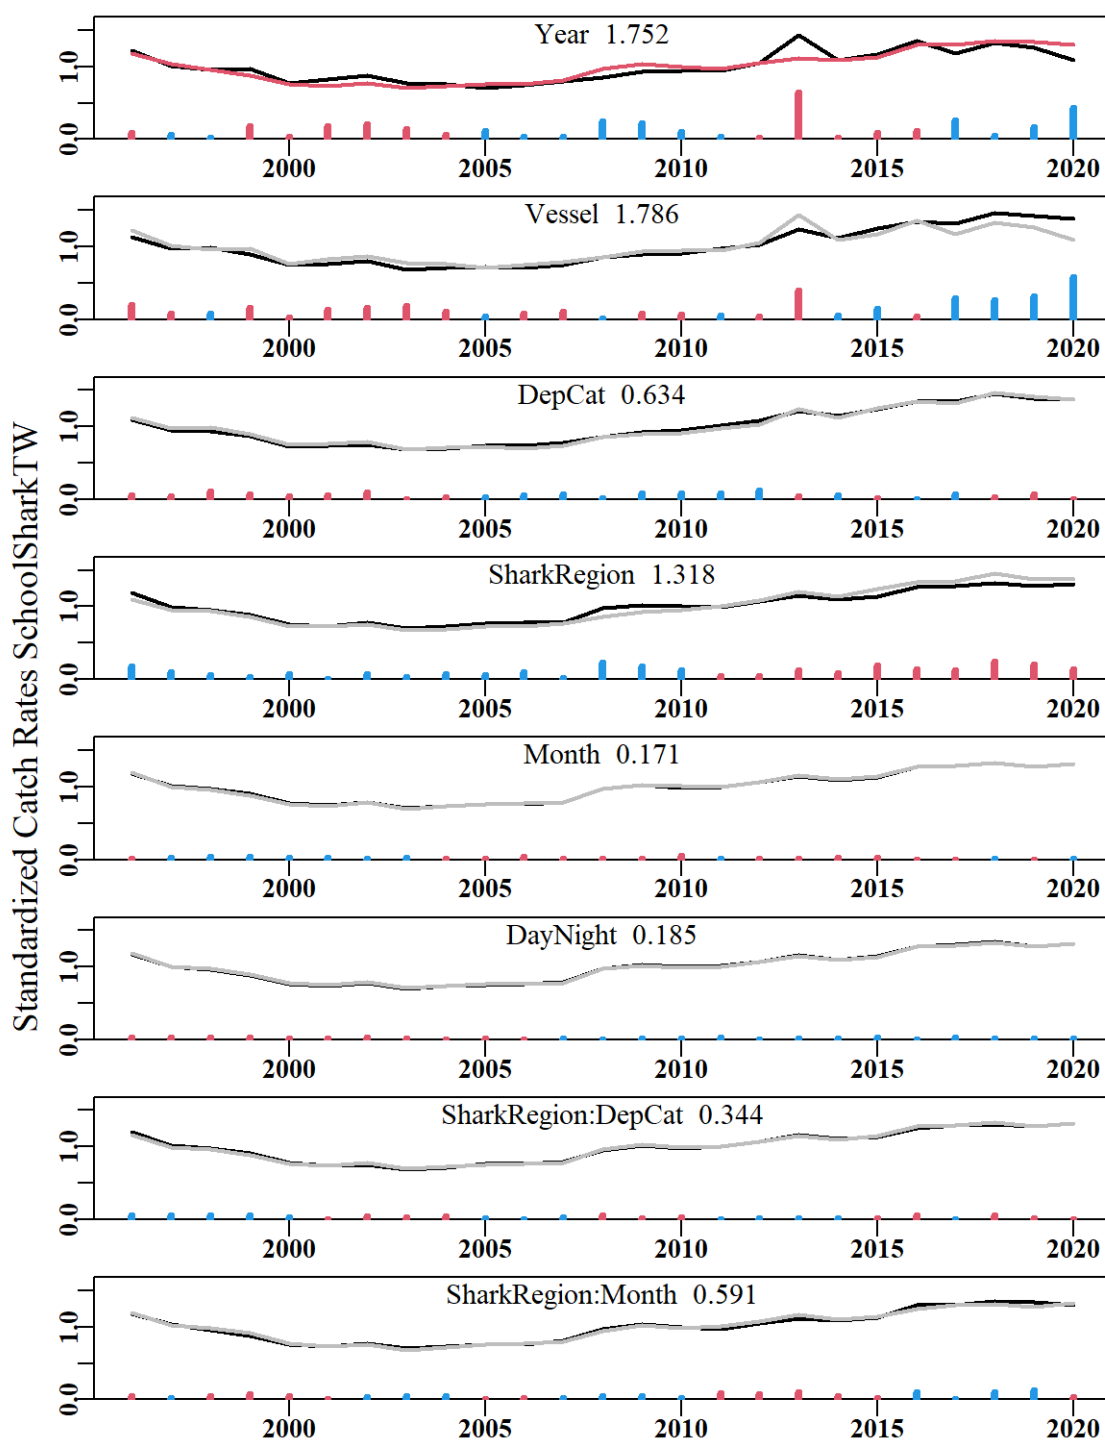 Standardized Catch Rates SchoolSharkTW
Year 1.752
1.0
0.0
2000 2005 2010 2015 2020
Vessel 1.786
1.0
0.0
2000 2005 2010 2015 2020
DepCat 0.634
1.0
0.0
2000 2005 2010 2015 2020
SharkRegion 1.318
1.0
0.0
2000 2005 2010 2015 2020
Month 0.171
1.0
0.0
2000 2005 2010 2015 2020
DayNight 0.185
1.0
0.0
2000 2005 2010 2015 2020
SharkRegion:DepCat 0.344
1.0
0.0
2000 2005 2010 2015 2020
SharkRegion:Month 0.591
1.0
0.0
2000 2005 2010 2015 2020